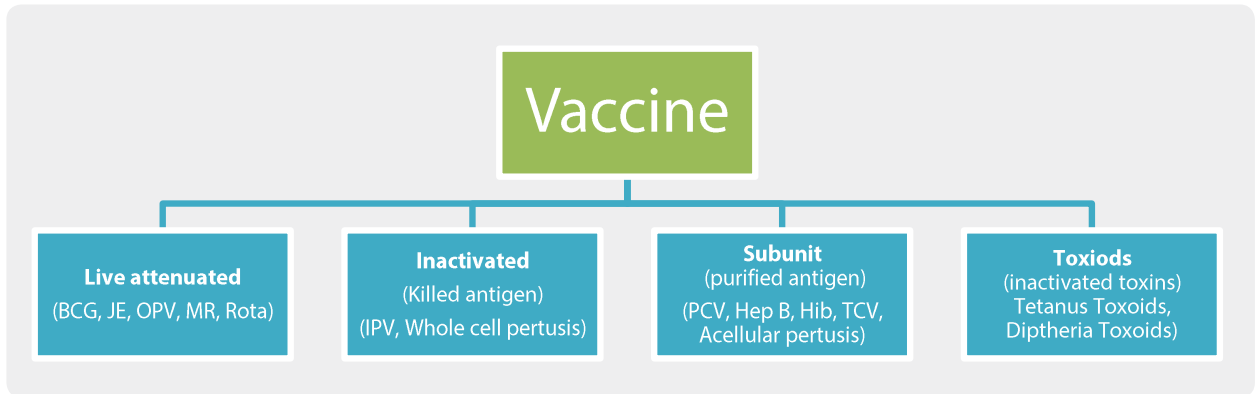 Vaccine
Live attenuated
(BCG, JE, OPV, MR, Rota)
Inactivated
(Killed antigen)
(IPV, Whole cell pertusis)
Subunit
(purified antigen)
(PCV, Hep B, Hib, TCV,
Acellular pertusis)
Toxiods
(inactivated toxins)
Tetanus Toxoids,
Diptheria Toxoids)